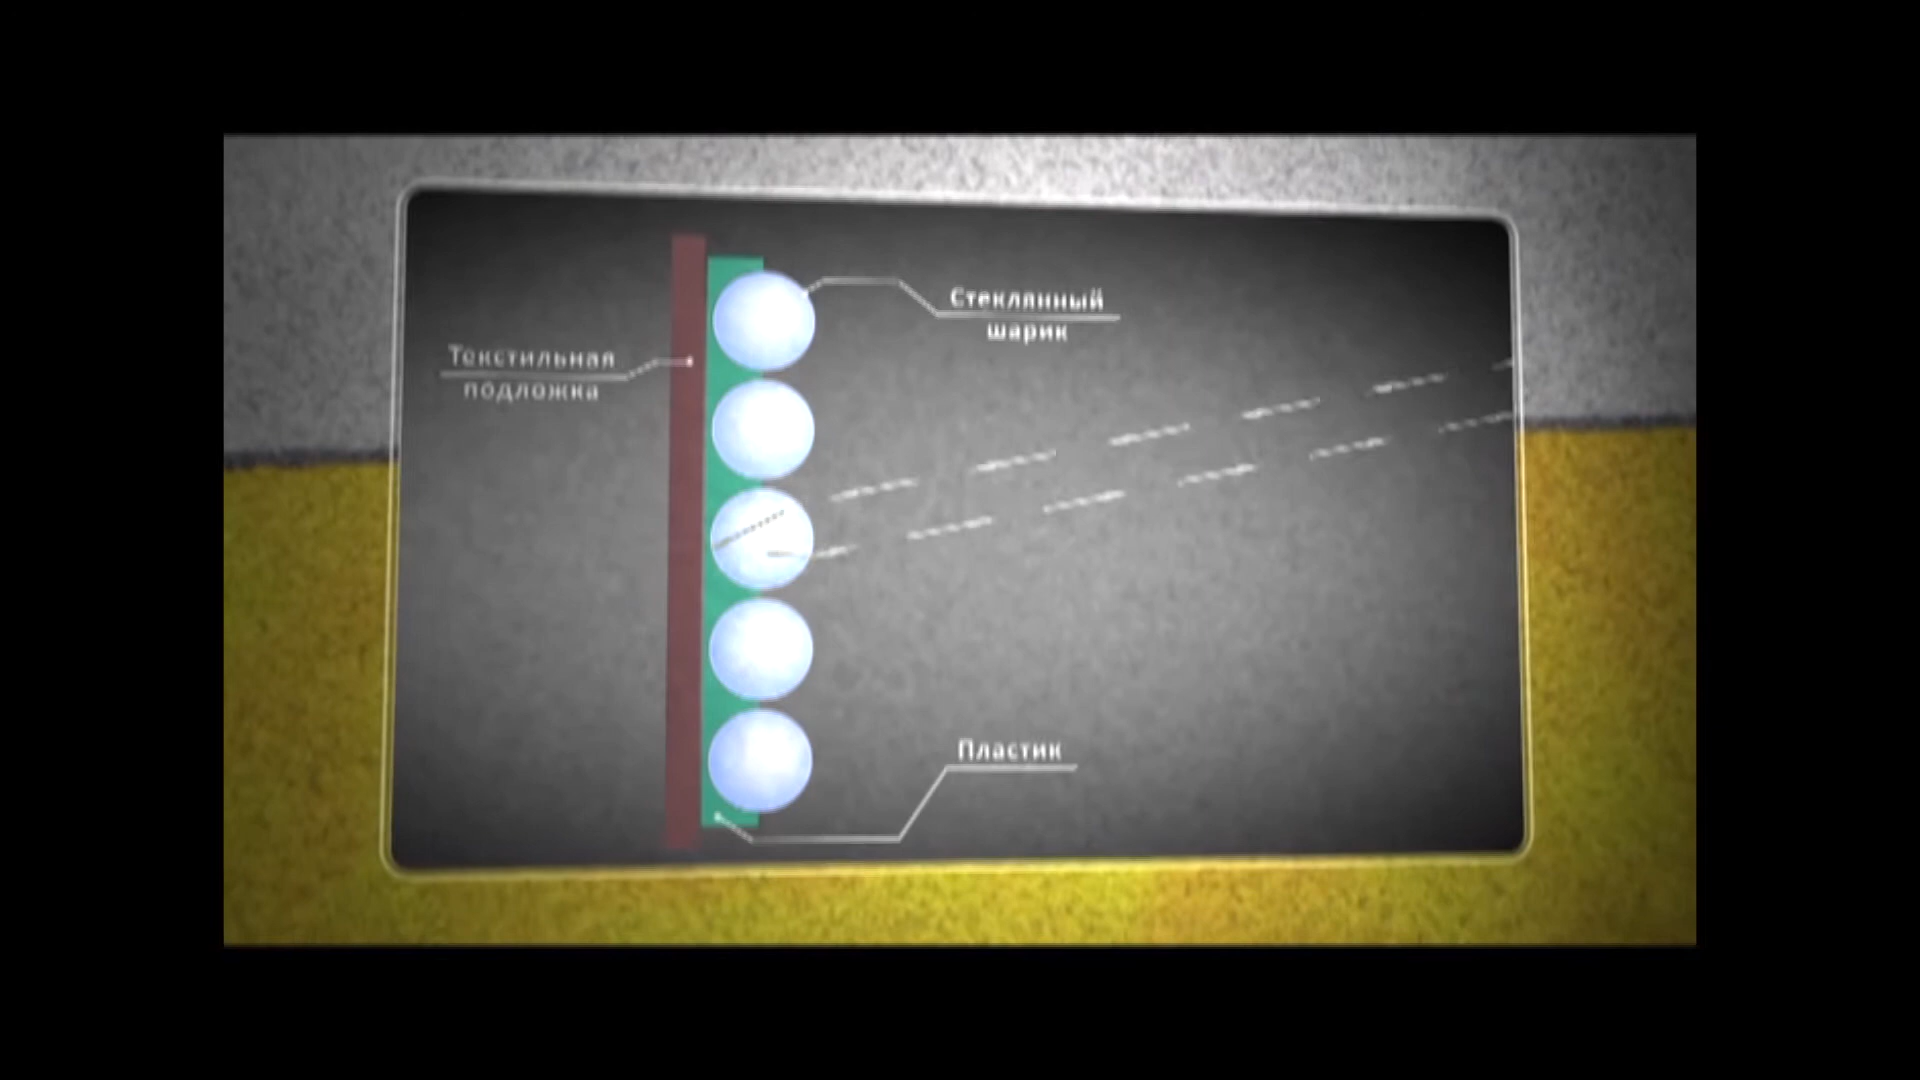 Стеклянный
шарик
Текстильная
подложка
Пластик